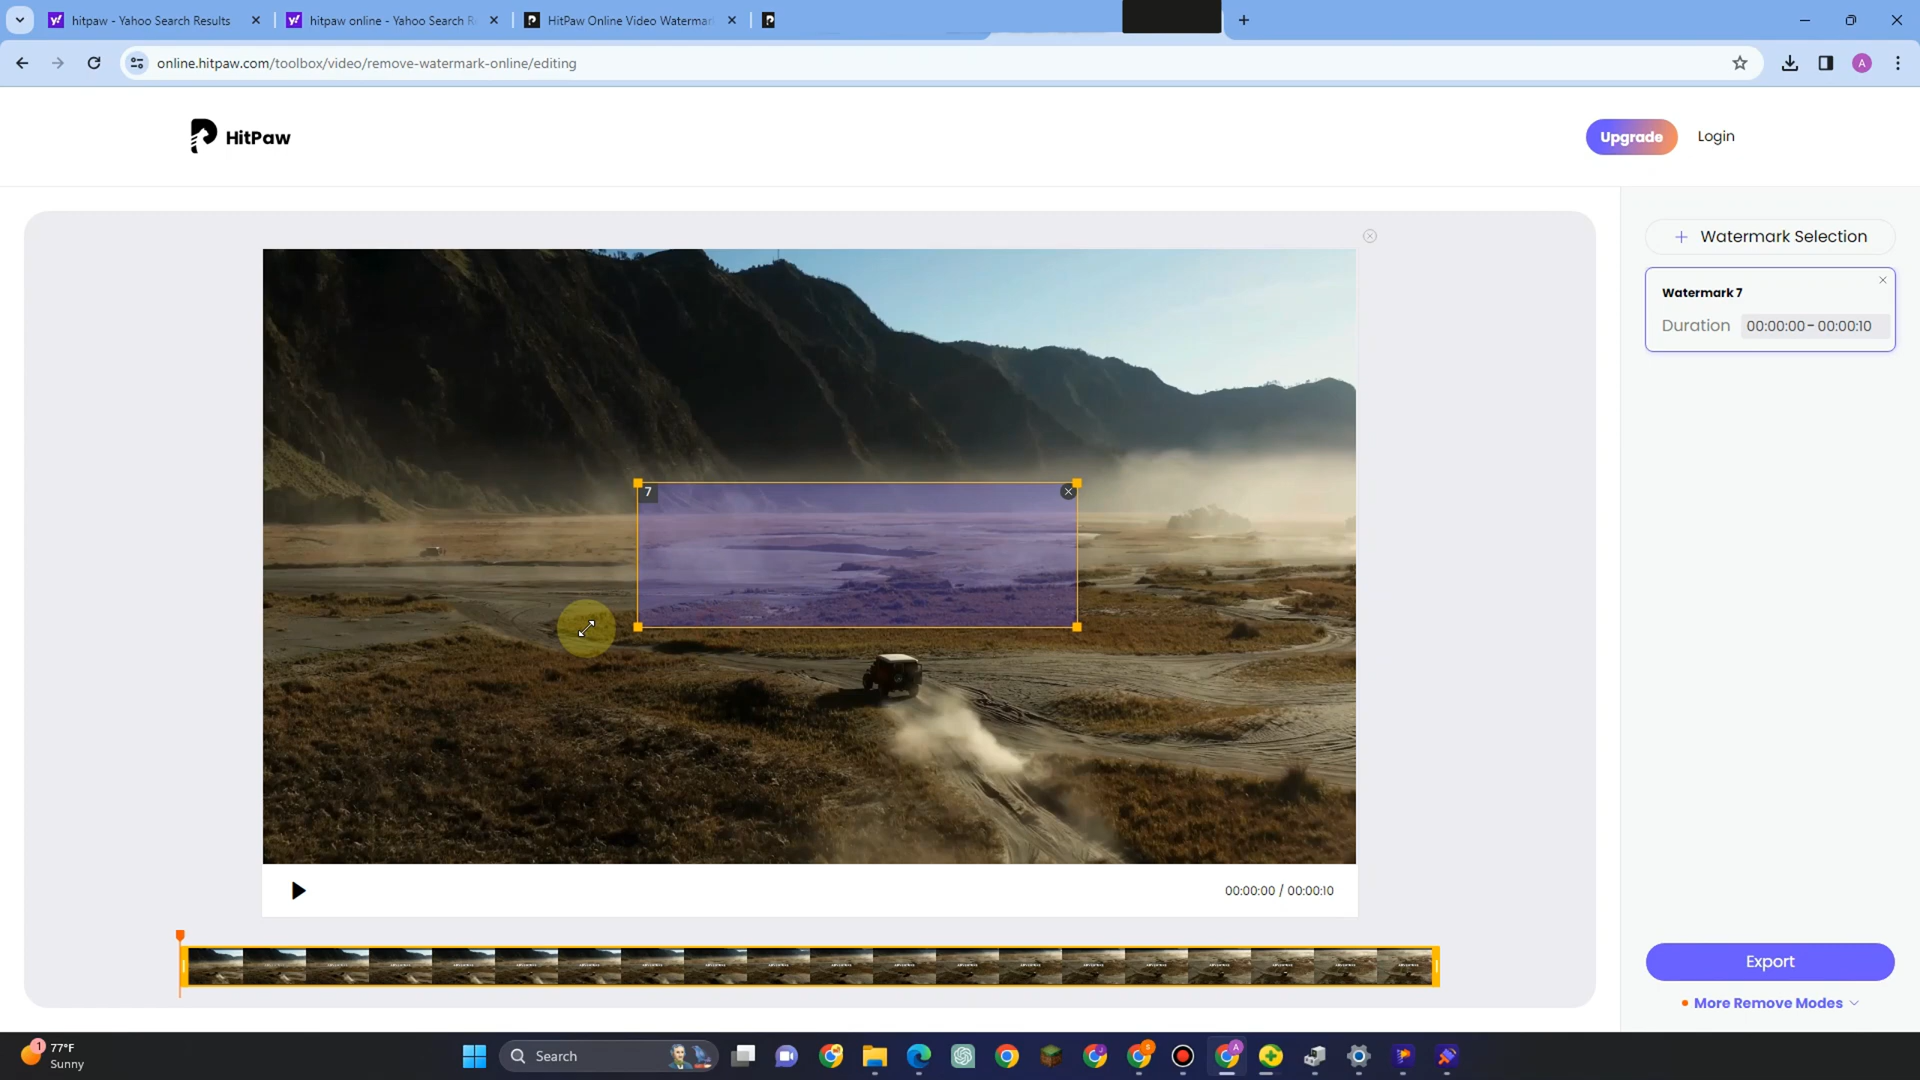 hitpaw - Yahoo Search Results
hitpaw online - Yahoo Search R
HitPaw Online Video Watermar
online.hitpaw.com/toolbox/video/remove-watermark-online/editing
A
HitPaw
Upgrade
Login
+ Watermark Selection
Watermark 7
Duration 00:00:00 - 00:00:10
7
00:00:00 / 00:00:10
Export
More Remove Modes
1
77°F
Sunny
Search